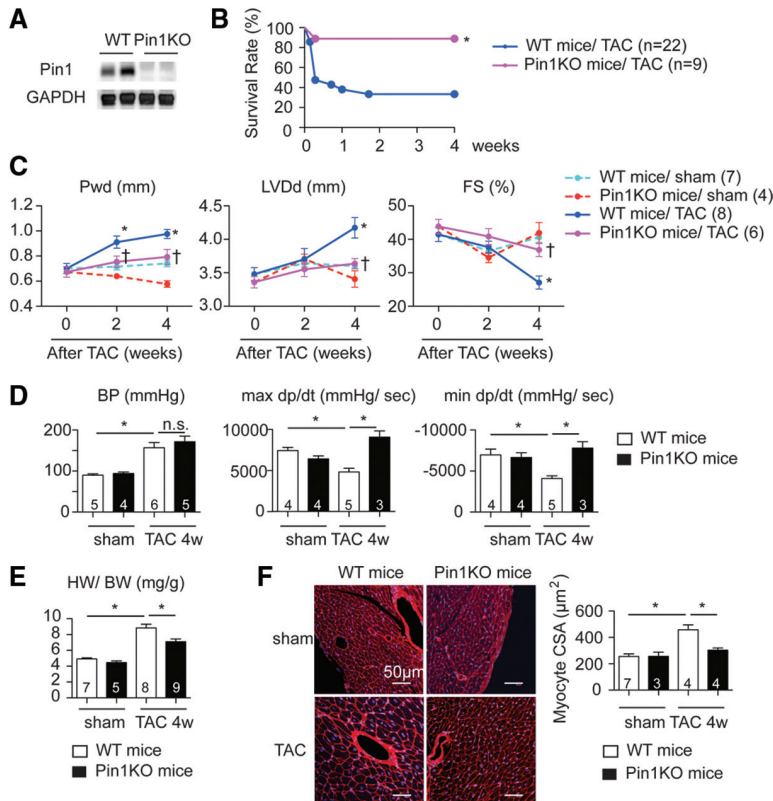 A
WT Pin1KO
Pin1
GAPDH
B
Survival Rate (%)
100
80
60
40
20
0
0 1 2 3 4
weeks
WT mice/ TAC (n=22)
Pin1KO mice/ TAC (n=9)
*
C
Pwd (mm)
1.2
1.0
0.8
0.6
0.4
* *
† †
0 2 4
After TAC (weeks)
LVDd (mm)
4.5
4.0
3.5
3.0
*
†
0 2 4
After TAC (weeks)
FS (%)
50
40
30
20
†
*
0 2 4
After TAC (weeks)
WT mice/ sham (7)
Pin1KO mice/ sham (4)
WT mice/ TAC (8)
Pin1KO mice/ TAC (6)
D
BP (mmHg)
200
100
0
* n.s.
5 4 6 5
sham TAC 4w
max dp/dt (mmHg/ sec)
10000
5000
0
* *
4 4 5 3
sham TAC 4w
min dp/dt (mmHg/ sec)
-10000
-5000
0
* *
4 4 5 3
sham TAC 4w
WT mice
Pin1KO mice
E
HW/ BW (mg/g)
10
8
6
4
2
0
* *
7 5 8 9
sham TAC 4w
WT mice
Pin1KO mice
F
WT mice Pin1KO mice
sham
50μm
TAC
Myocyte CSA (μm²)
600
400
200
0
* *
7 3 4 4
sham TAC 4w
WT mice
Pin1KO mice